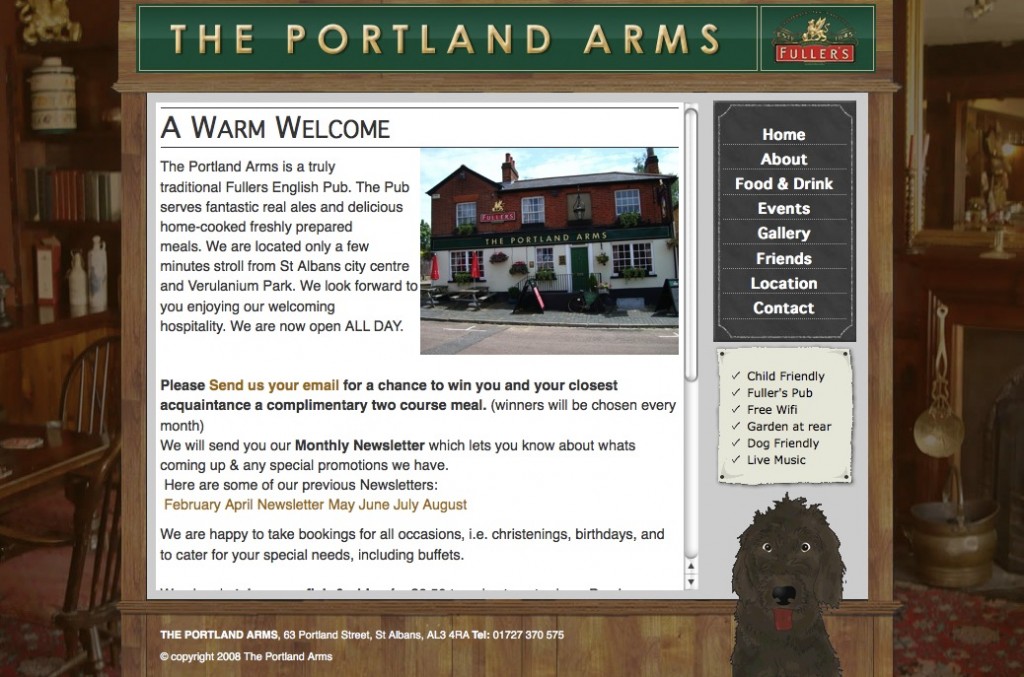 THE PORTLAND ARMS
FULLER'S
A WARM WELCOME
The Portland Arms is a truly
traditional Fullers English Pub. The Pub
serves fantastic real ales and delicious
home-cooked freshly prepared
meals. We are located only a few
minutes stroll from St Albans city centre
and Verulanium Park. We look forward to
you enjoying our welcoming
hospitality. We are now open ALL DAY.
FULLER'S
THE PORTLAND ARMS
Please Send us your email for a chance to win you and your closest
acquaintance a complimentary two course meal. (winners will be chosen every
month)
We will send you our Monthly Newsletter which lets you know about whats
coming up & any special promotions we have.
Here are some of our previous Newsletters:
February April Newsletter May June July August
We are happy to take bookings for all occasions, i.e. christenings, birthdays, and
to cater for your special needs, including buffets.
Home
About
Food & Drink
Events
Gallery
Friends
Location
Contact
✓ Child Friendly
✓ Fuller's Pub
✓ Free Wifi
✓ Garden at rear
✓ Dog Friendly
✓ Live Music
THE PORTLAND ARMS, 63 Portland Street, St Albans, AL3 4RA Tel: 01727 370 575
© copyright 2008 The Portland Arms